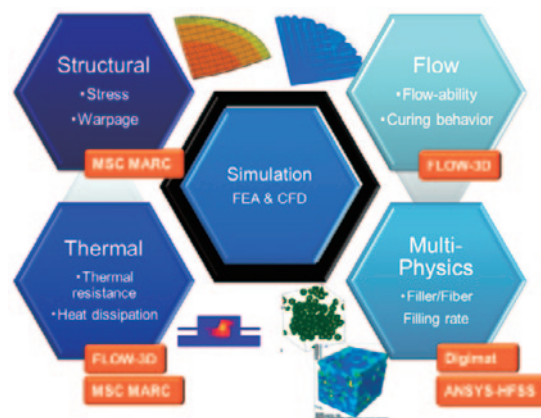 Structural
•Stress
•Warpage
MSC MARC
Flow
•Flow-ability
•Curing behavior
FLOW-3D
Simulation
FEA & CFD
Thermal
•Thermal
resistance
•Heat dissipation
FLOW-3D
MSC MARC
Multi-
Physics
•Filler/Fiber
Filling rate
Digimat
ANSYS-HFSS